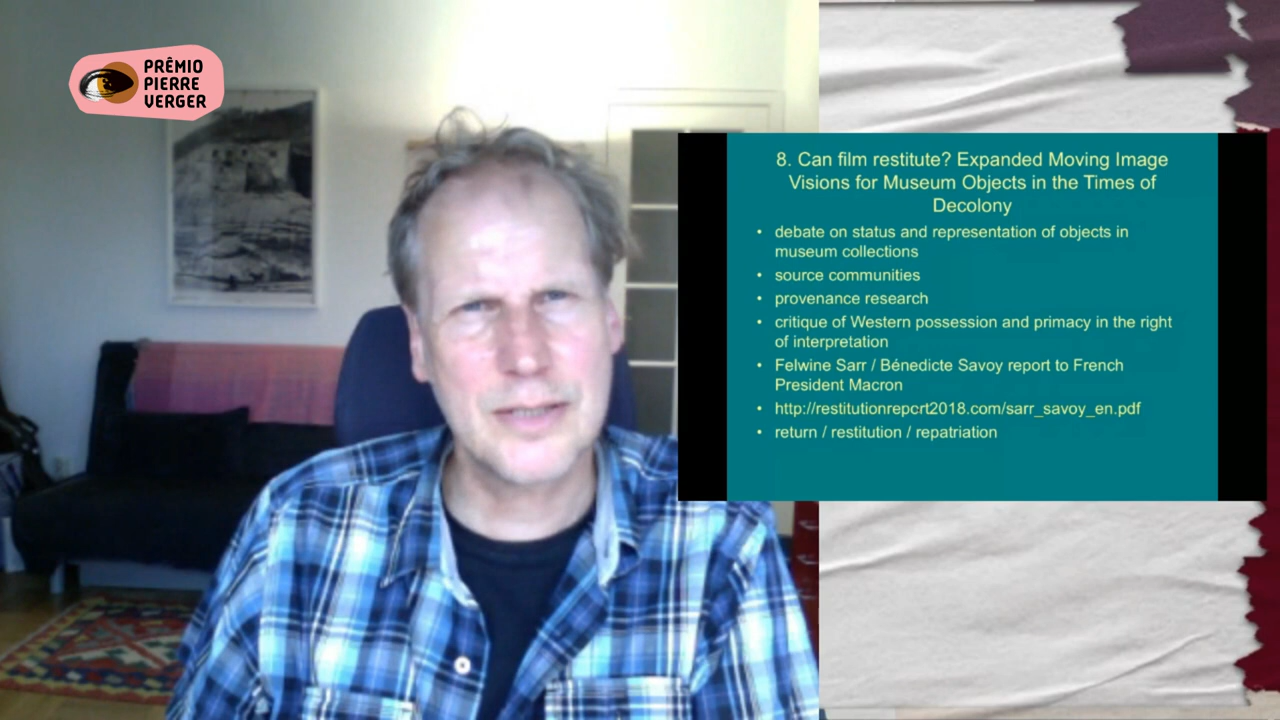 PRÊMIO
PIERRE
VERGER
8. Can film restitute? Expanded Moving Image
Visions for Museum Objects in the Times of
Decolony
• debate on status and representation of objects in
museum collections
• source communities
• provenance research
• critique of Western possession and primacy in the right
of interpretation
• Felwine Sarr / Bénedicte Savoy report to French
President Macron
• http://restitutionrepcrt2018.com/sarr_savoy_en.pdf
• return / restitution / repatriation